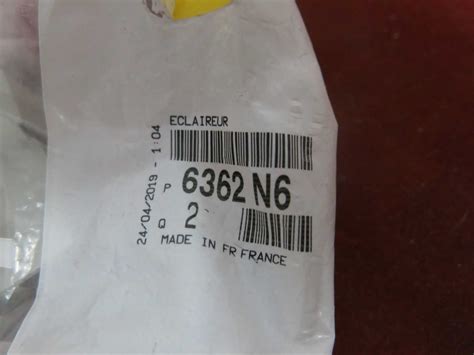 ECLAIREUR
P 6362 N6
Q 2
MADE IN FR FRANCE
24/04/2019 - 1:04